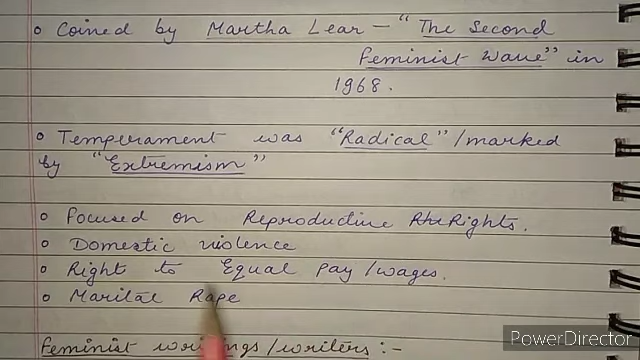 o Coined by Martha Lear - "The Second
Feminist Wave" in
1968.
o Temperament was "Radical"/marked
by "Extremism"
o Focused on Reproductive Rights.
o Domestic violence
o Right to Equal pay/wages.
o Marital Rape
Feminist writings/writers :-
PowerDirector